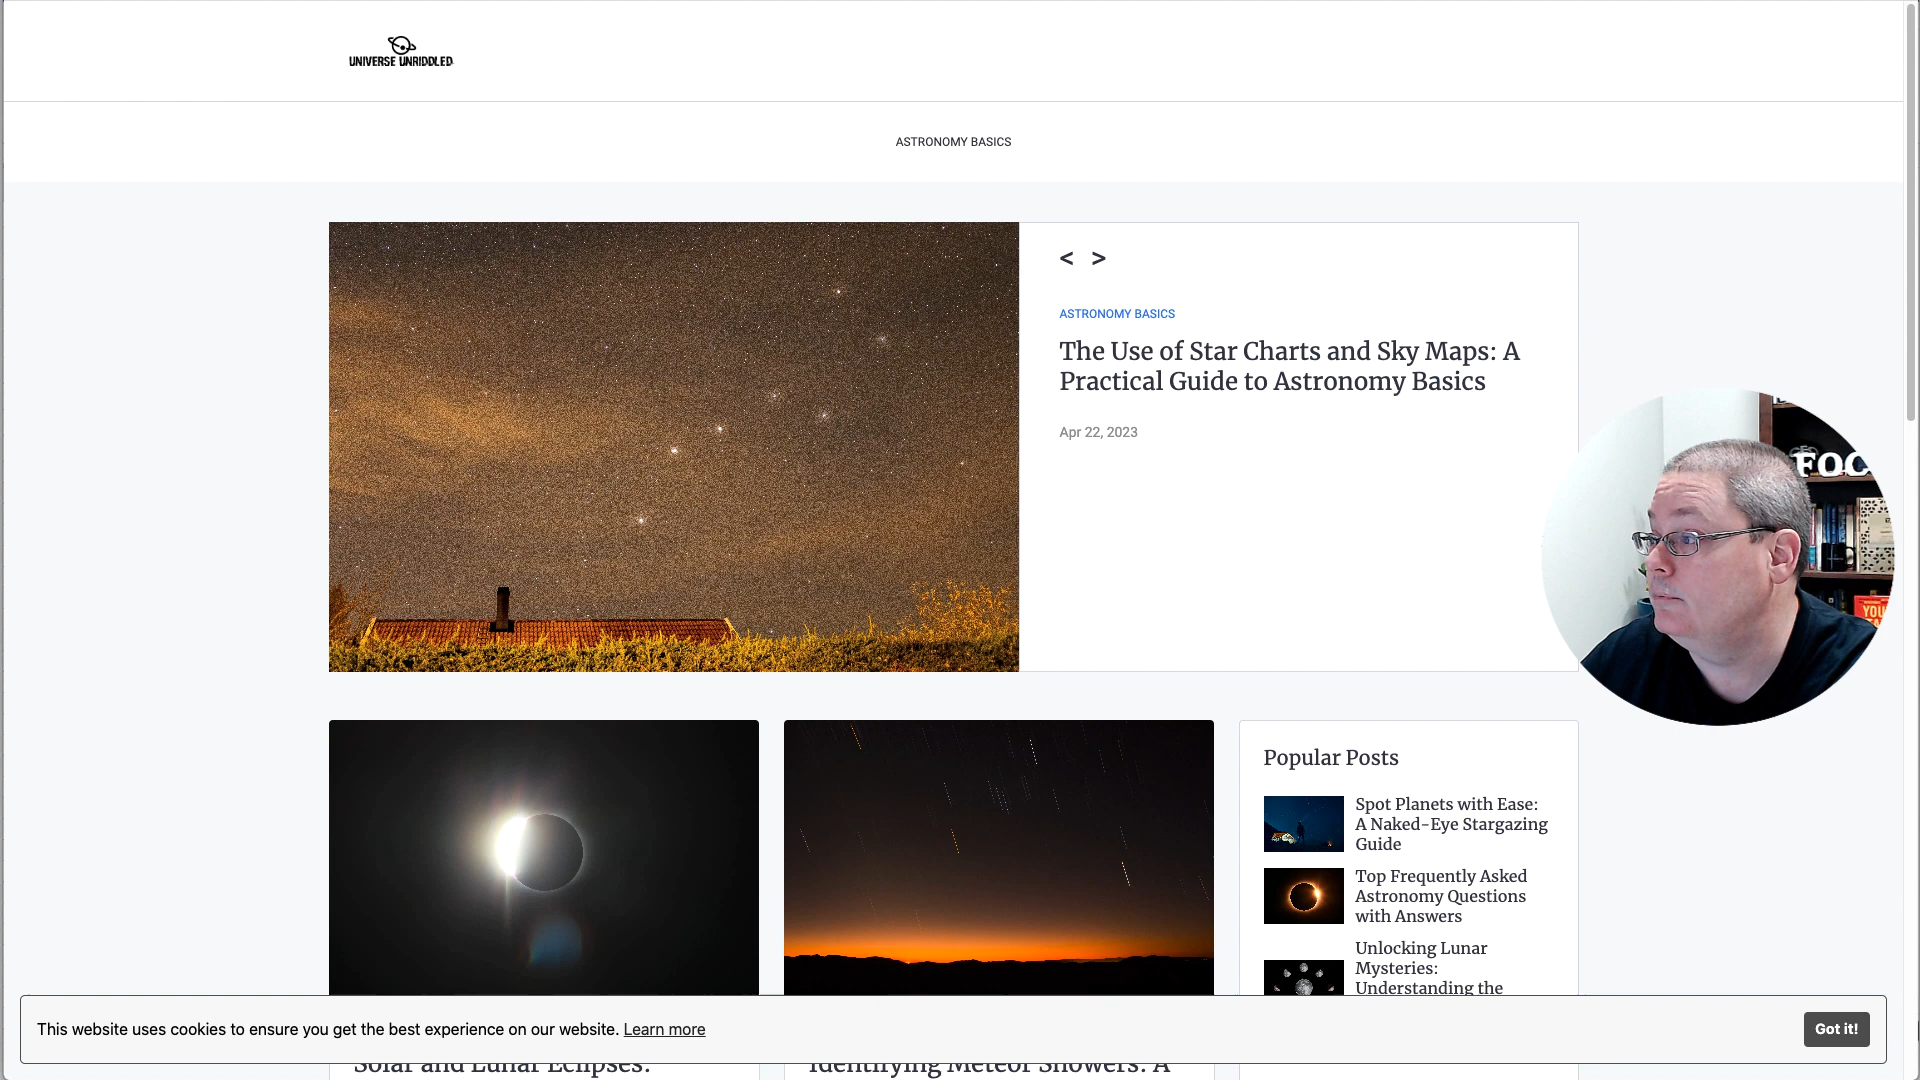 UNIVERSE UNRIDDLED
ASTRONOMY BASICS
< >
ASTRONOMY BASICS
The Use of Star Charts and Sky Maps: A
Practical Guide to Astronomy Basics
Apr 22, 2023
FOC
YOU
Popular Posts
Spot Planets with Ease:
A Naked-Eye Stargazing
Guide
Top Frequently Asked
Astronomy Questions
with Answers
Unlocking Lunar
Mysteries:
Understanding the
This website uses cookies to ensure you get the best experience on our website. Learn more
Got it!
Solar and Lunar Eclipses:
Identifying Meteor Showers: A